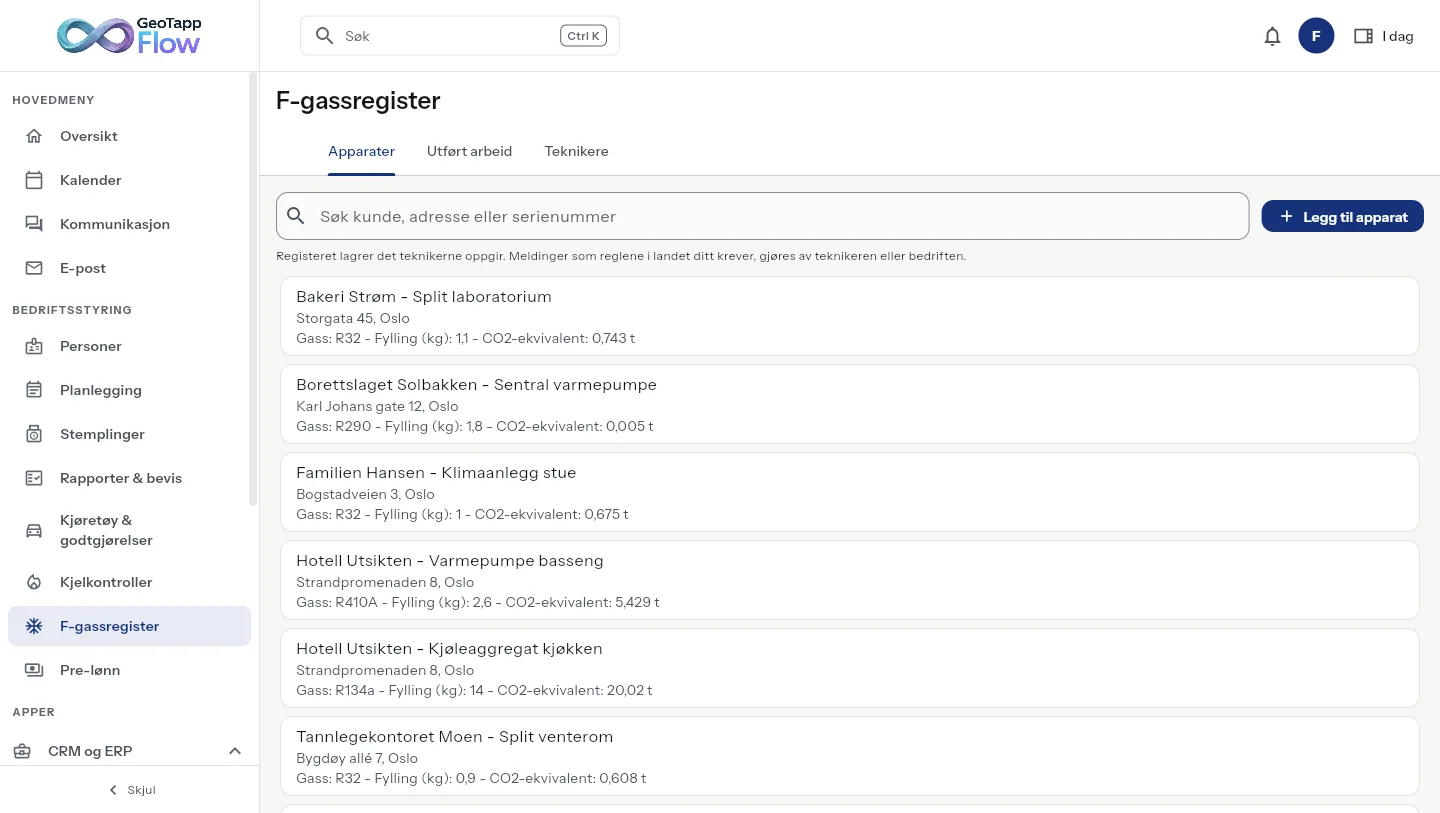 GeoTapp
Flow
Søk
Ctrl K
F
I dag
HOVEDMENY
Oversikt
Kalender
Kommunikasjon
E-post
BEDRIFTSSTYRING
Personer
Planlegging
Stemplinger
Rapporter & bevis
Kjøretøy &
godtgjørelser
Kjelkontroller
F-gassregister
Pre-lønn
APPER
CRM og ERP
Skjul
F-gassregister
Apparater
Utført arbeid
Teknikere
Søk kunde, adresse eller serienummer
Legg til apparat
Registeret lagrer det teknikerne oppgir. Meldinger som reglene i landet ditt krever, gjøres av teknikeren eller bedriften.
Bakeri Strøm - Split laboratorium
Storgata 45, Oslo
Gass: R32 - Fylling (kg): 1,1 - CO2-ekvivalent: 0,743 t
Borettslaget Solbakken - Sentral varmepumpe
Karl Johans gate 12, Oslo
Gass: R290 - Fylling (kg): 1,8 - CO2-ekvivalent: 0,005 t
Familien Hansen - Klimaanlegg stue
Bogstadveien 3, Oslo
Gass: R32 - Fylling (kg): 1 - CO2-ekvivalent: 0,675 t
Hotell Utsikten - Varmepumpe basseng
Strandpromenaden 8, Oslo
Gass: R410A - Fylling (kg): 2,6 - CO2-ekvivalent: 5,429 t
Hotell Utsikten - Kjøleaggregat kjøkken
Strandpromenaden 8, Oslo
Gass: R134a - Fylling (kg): 14 - CO2-ekvivalent: 20,02 t
Tannlegekontoret Moen - Split venterom
Bygdøy allé 7, Oslo
Gass: R32 - Fylling (kg): 0,9 - CO2-ekvivalent: 0,608 t